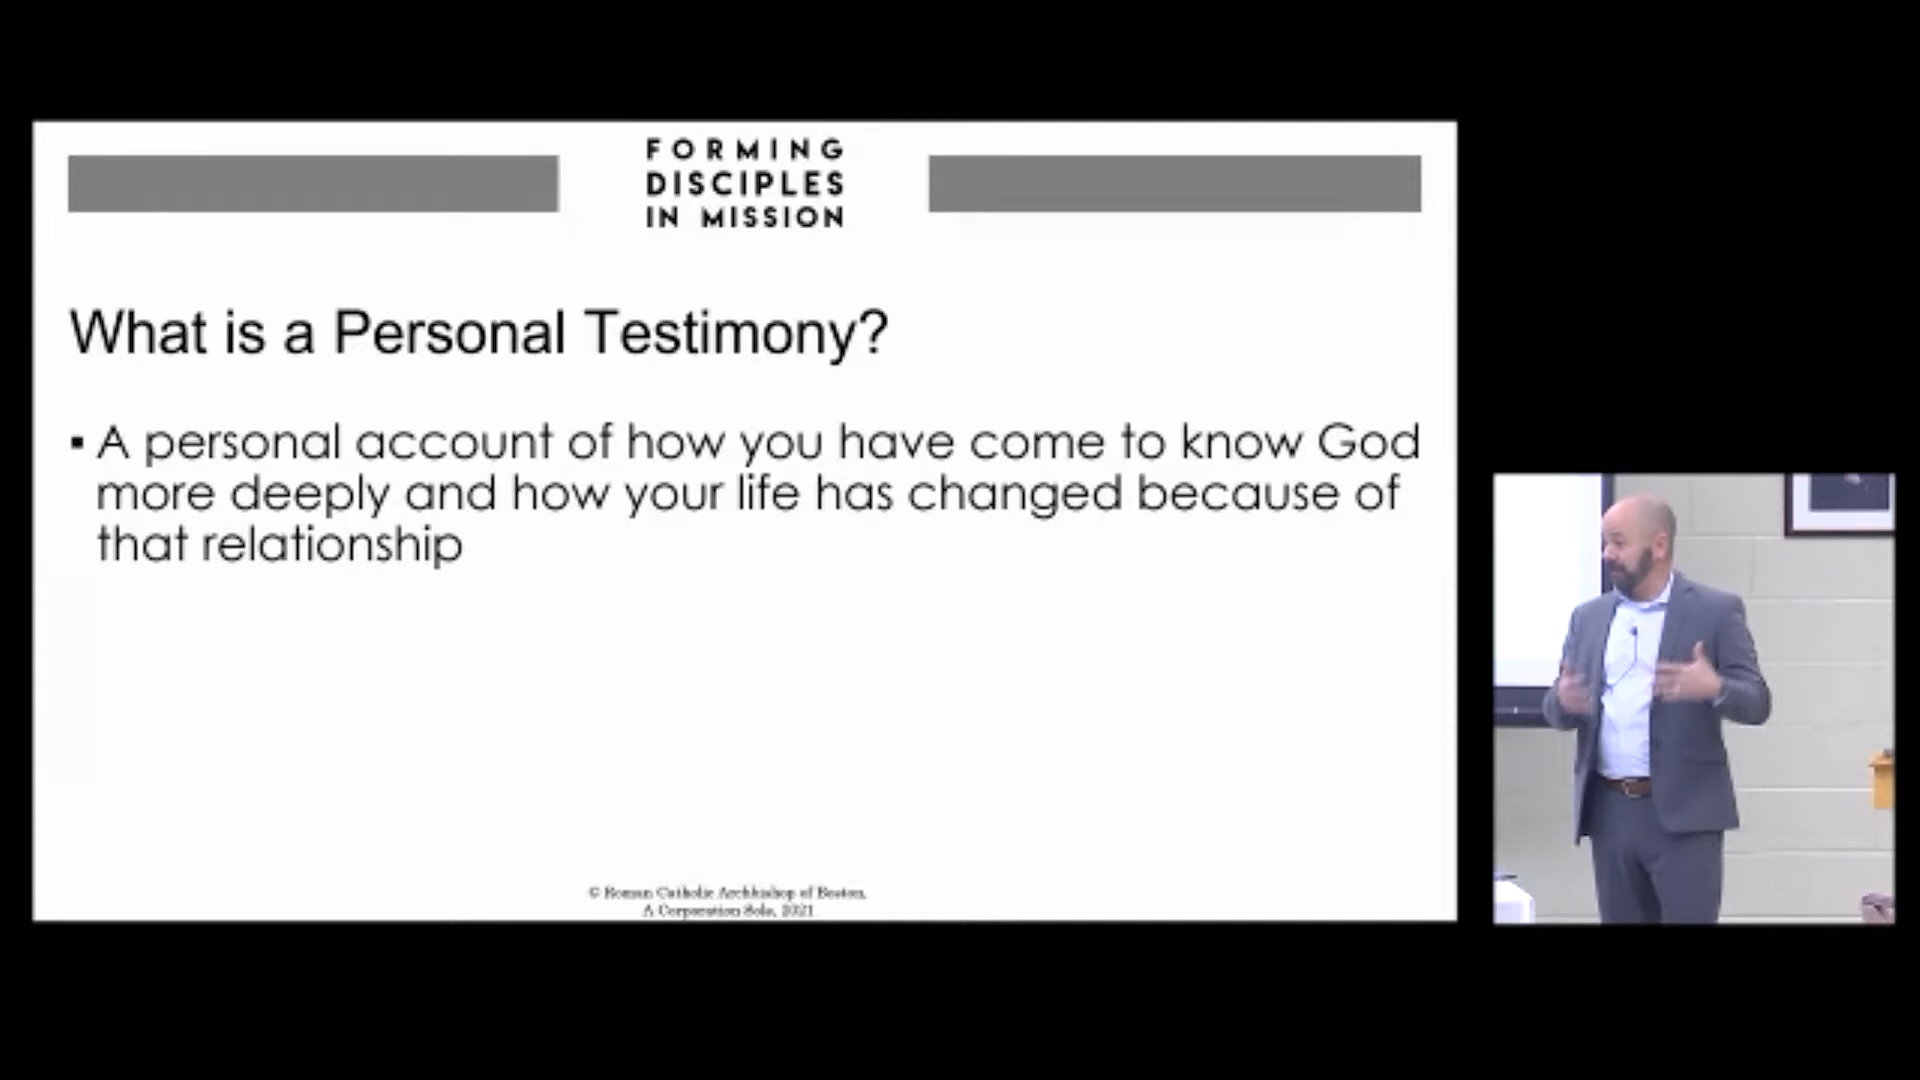 FORMING
DISCIPLES
IN MISSION
What is a Personal Testimony?
▪ A personal account of how you have come to know God
more deeply and how your life has changed because of
that relationship
© Roman Catholic Archbishop of Boston,
A Corporation Sole, 2021